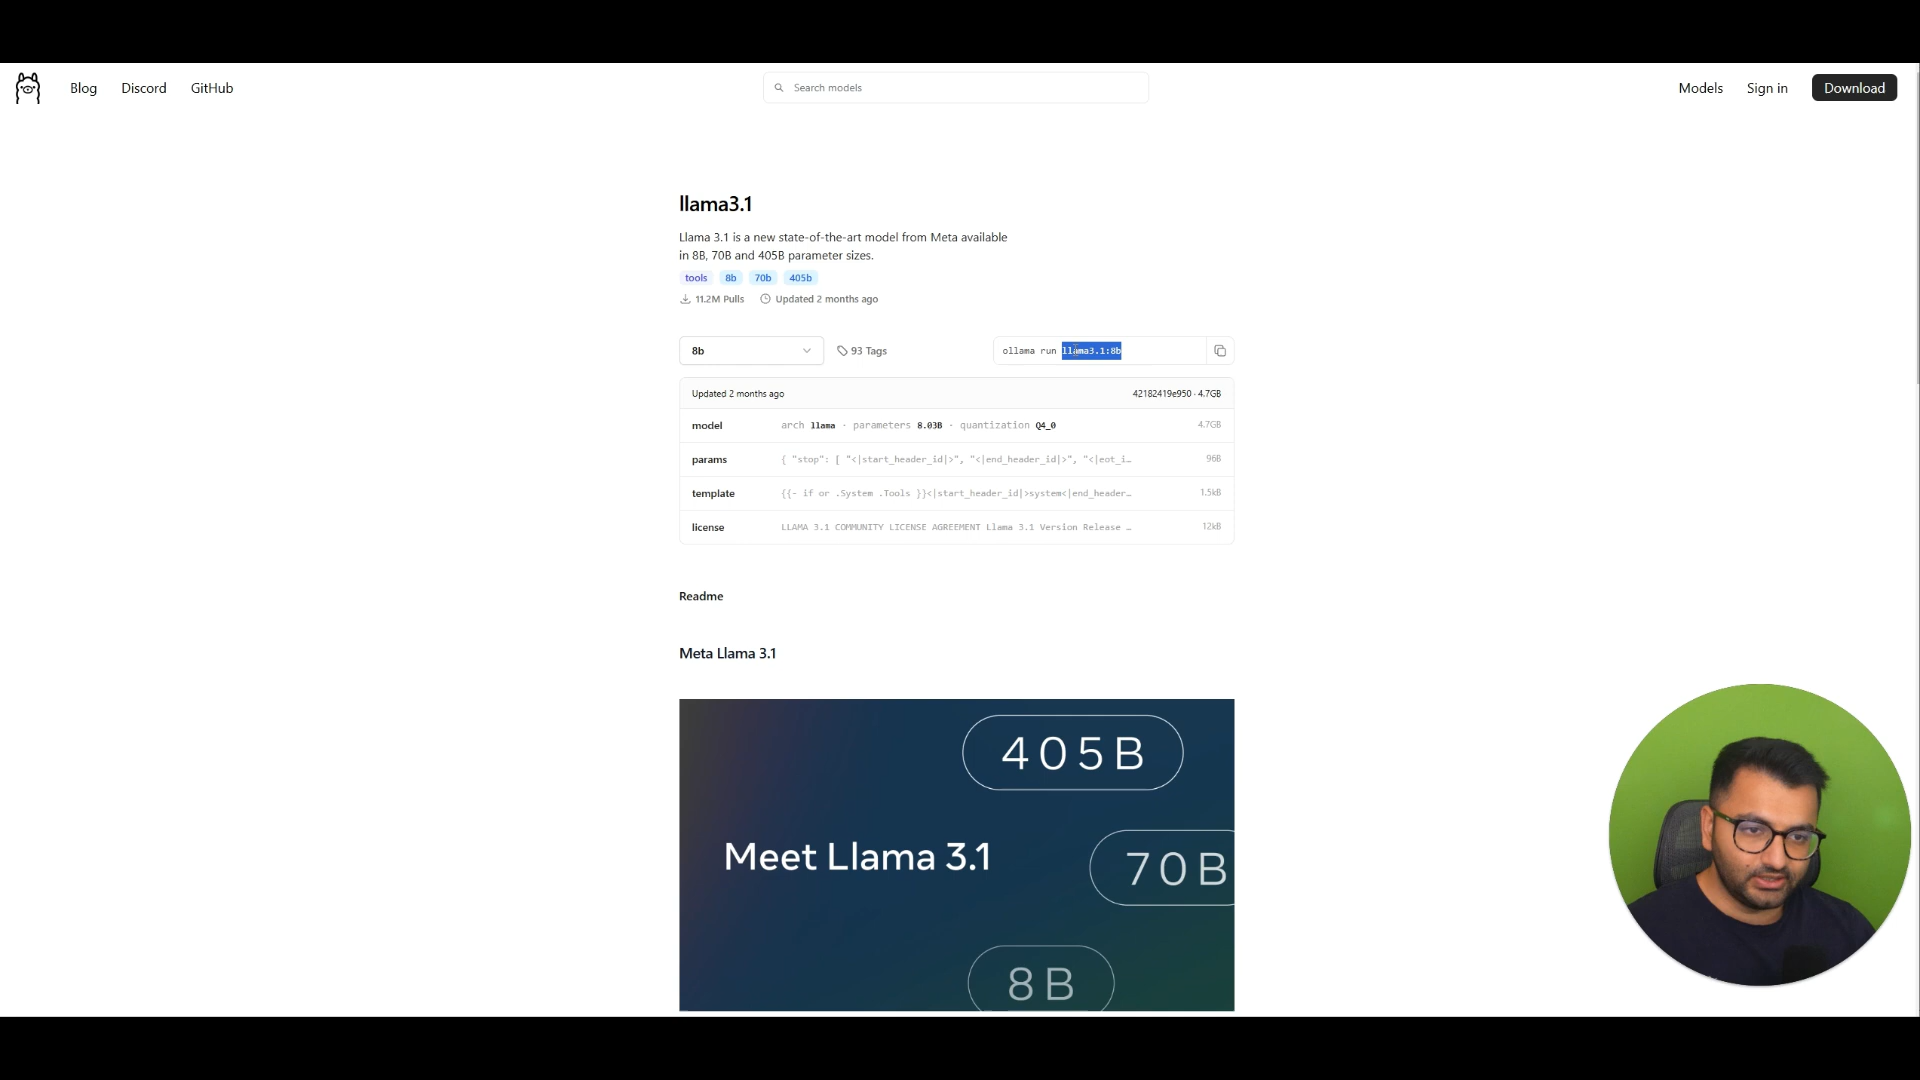 Blog Discord GitHub Search models Models Sign in Download
llama3.1
Llama 3.1 is a new state-of-the-art model from Meta available
in 8B, 70B and 405B parameter sizes.
tools 8b 70b 405b
11.2M Pulls Updated 2 months ago
8b 93 Tags ollama run llama3.1:8b
Updated 2 months ago 42182419e950 · 4.7GB
model arch llama · parameters 8.03B · quantization Q4_0 4.7GB
params { "stop": [ "<|start_header_id|>", "<|end_header_id|>", "<|eot_i… 96B
template {{- if or .System .Tools }}<|start_header_id|>system<|end_header… 1.5kB
license LLAMA 3.1 COMMUNITY LICENSE AGREEMENT Llama 3.1 Version Release … 12kB
Readme
Meta Llama 3.1
405B
Meet Llama 3.1
70B
8B